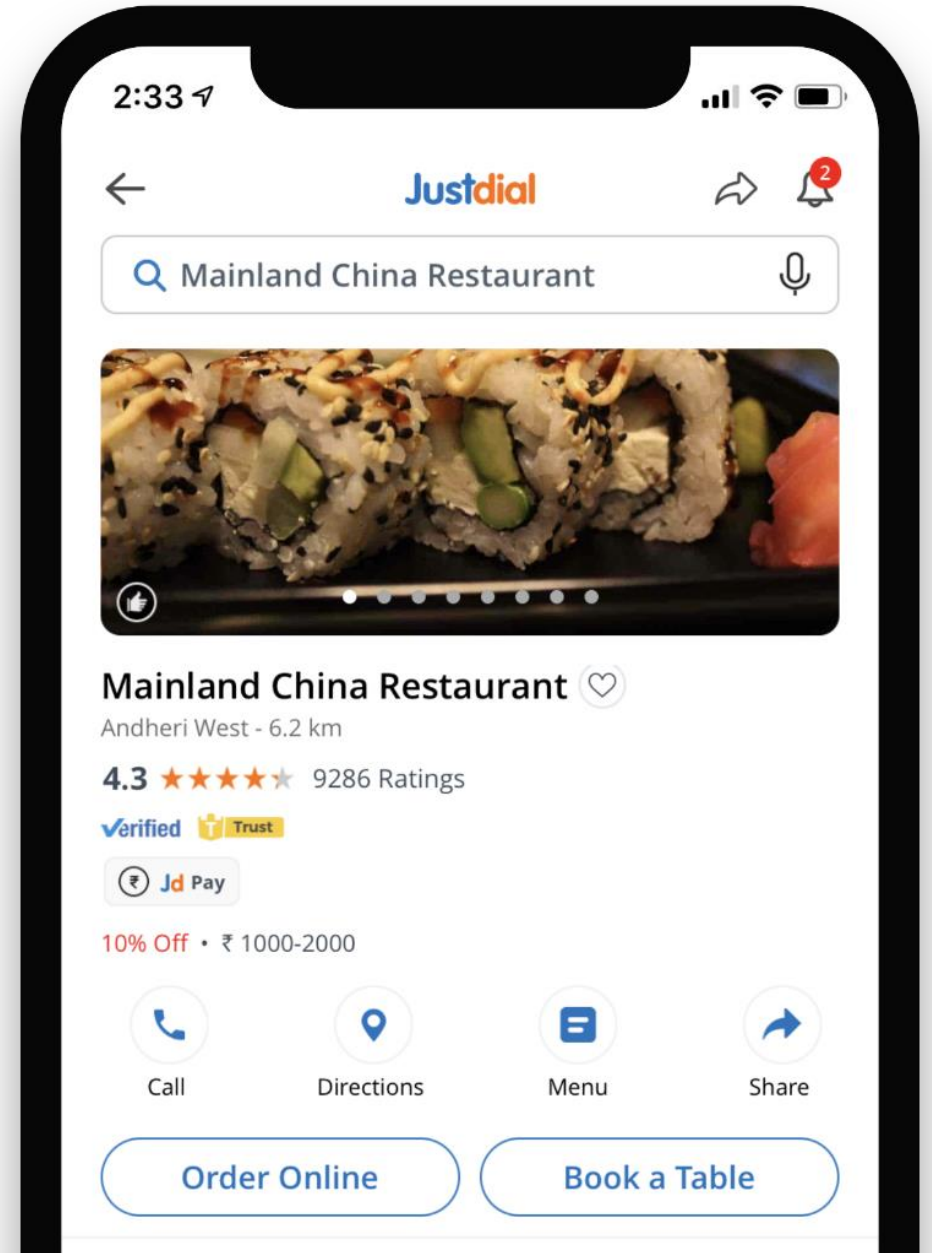 2:33
Justdial
2
Mainland China Restaurant
Mainland China Restaurant
Andheri West - 6.2 km
4.3 9286 Ratings
Verified T Trust
₹ Jd Pay
10% Off • ₹ 1000-2000
Call Directions Menu Share
Order Online Book a Table